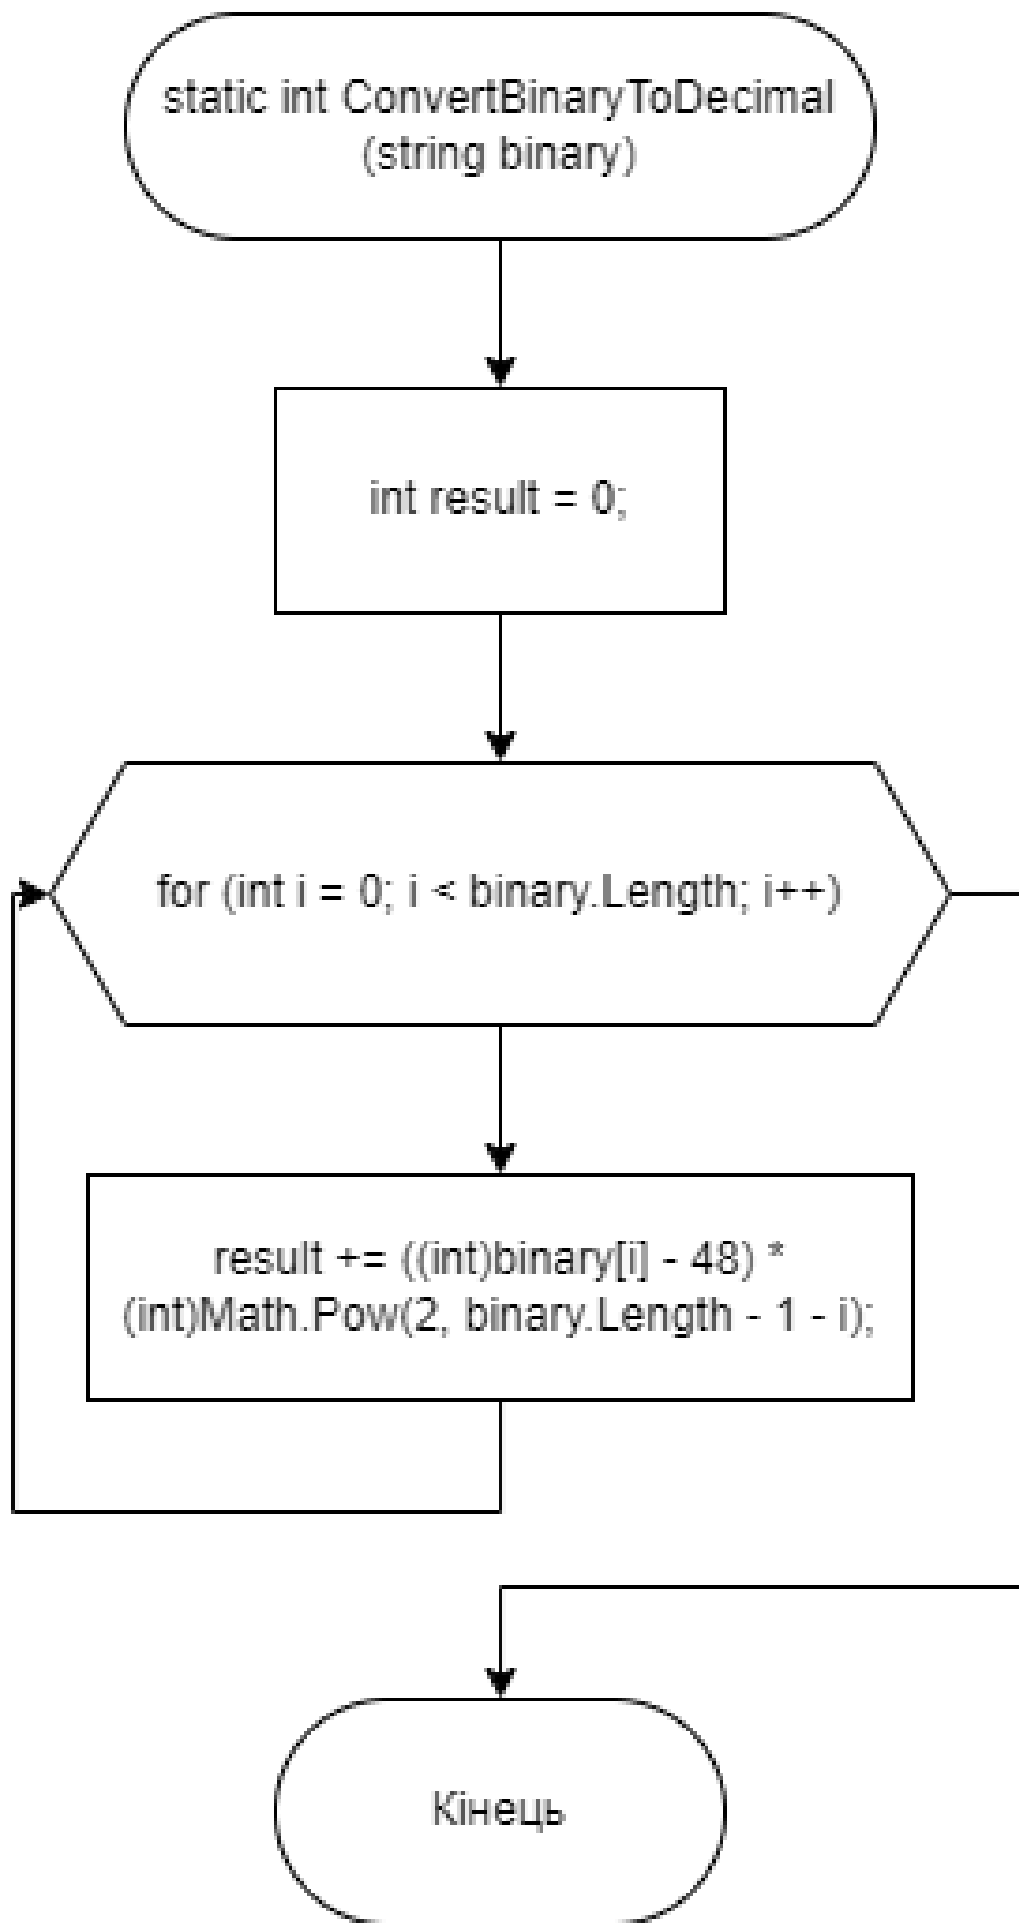 static int ConvertBinaryToDecimal
(string binary)
int result = 0;
for (int i = 0; i < binary.Length; i++)
result += ((int)binary[i] - 48) *
(int)Math.Pow(2, binary.Length - 1 - i);
Кінець